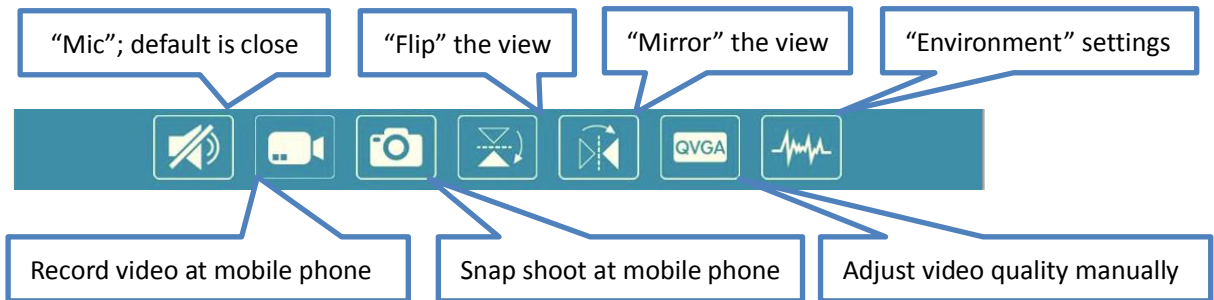 “Mic”; default is close
“Flip” the view
“Mirror” the view
“Environment” settings
QVGA
Record video at mobile phone
Snap shoot at mobile phone
Adjust video quality manually